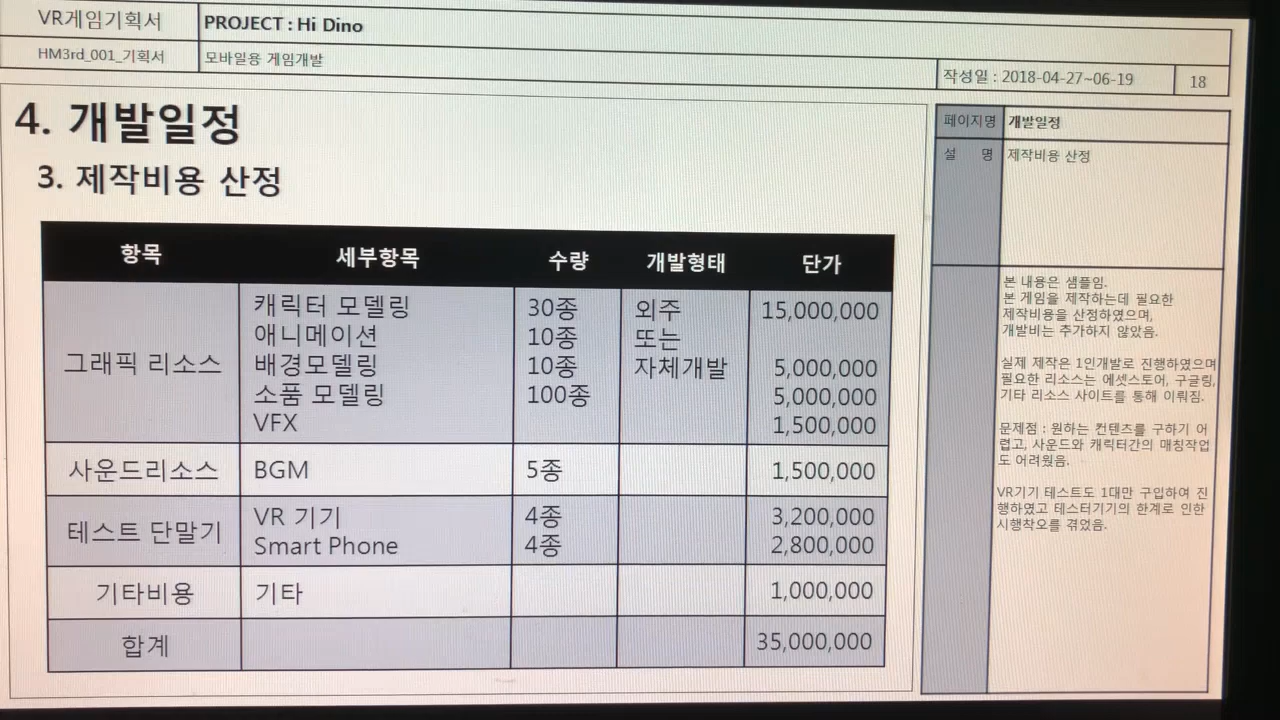 VR게임기획서
PROJECT : Hi Dino
HM3rd_001_기획서
모바일용 게임개발
작성일 : 2018-04-27~06-19
18
4. 개발일정
3. 제작비용 산정
항목 세부항목 수량 개발형태 단가
그래픽 리소스
캐릭터 모델링 30종 외주 15,000,000
애니메이션 10종 또는
배경모델링 10종 자체개발 5,000,000
소품 모델링 100종 5,000,000
VFX 1,500,000
사운드리소스 BGM 5종 1,500,000
테스트 단말기
VR 기기 4종 3,200,000
Smart Phone 4종 2,800,000
기타비용 기타 1,000,000
합계 35,000,000
페이지명 개발일정
설 명 제작비용 산정
본 내용은 샘플임.
본 게임을 제작하는데 필요한
제작비용을 산정하였으며,
개발비는 추가하지 않았음.
실제 제작은 1인개발로 진행하였으며
필요한 리소스는 에셋스토어, 구글링,
기타 리소스 사이트를 통해 이뤄짐.
문제점 : 원하는 컨텐츠를 구하기 어
렵고, 사운드와 캐릭터간의 매칭작업
도 어려웠음.
VR기기 테스트도 1대만 구입하여 진
행하였고 테스터기기의 한계로 인한
시행착오를 겪었음.